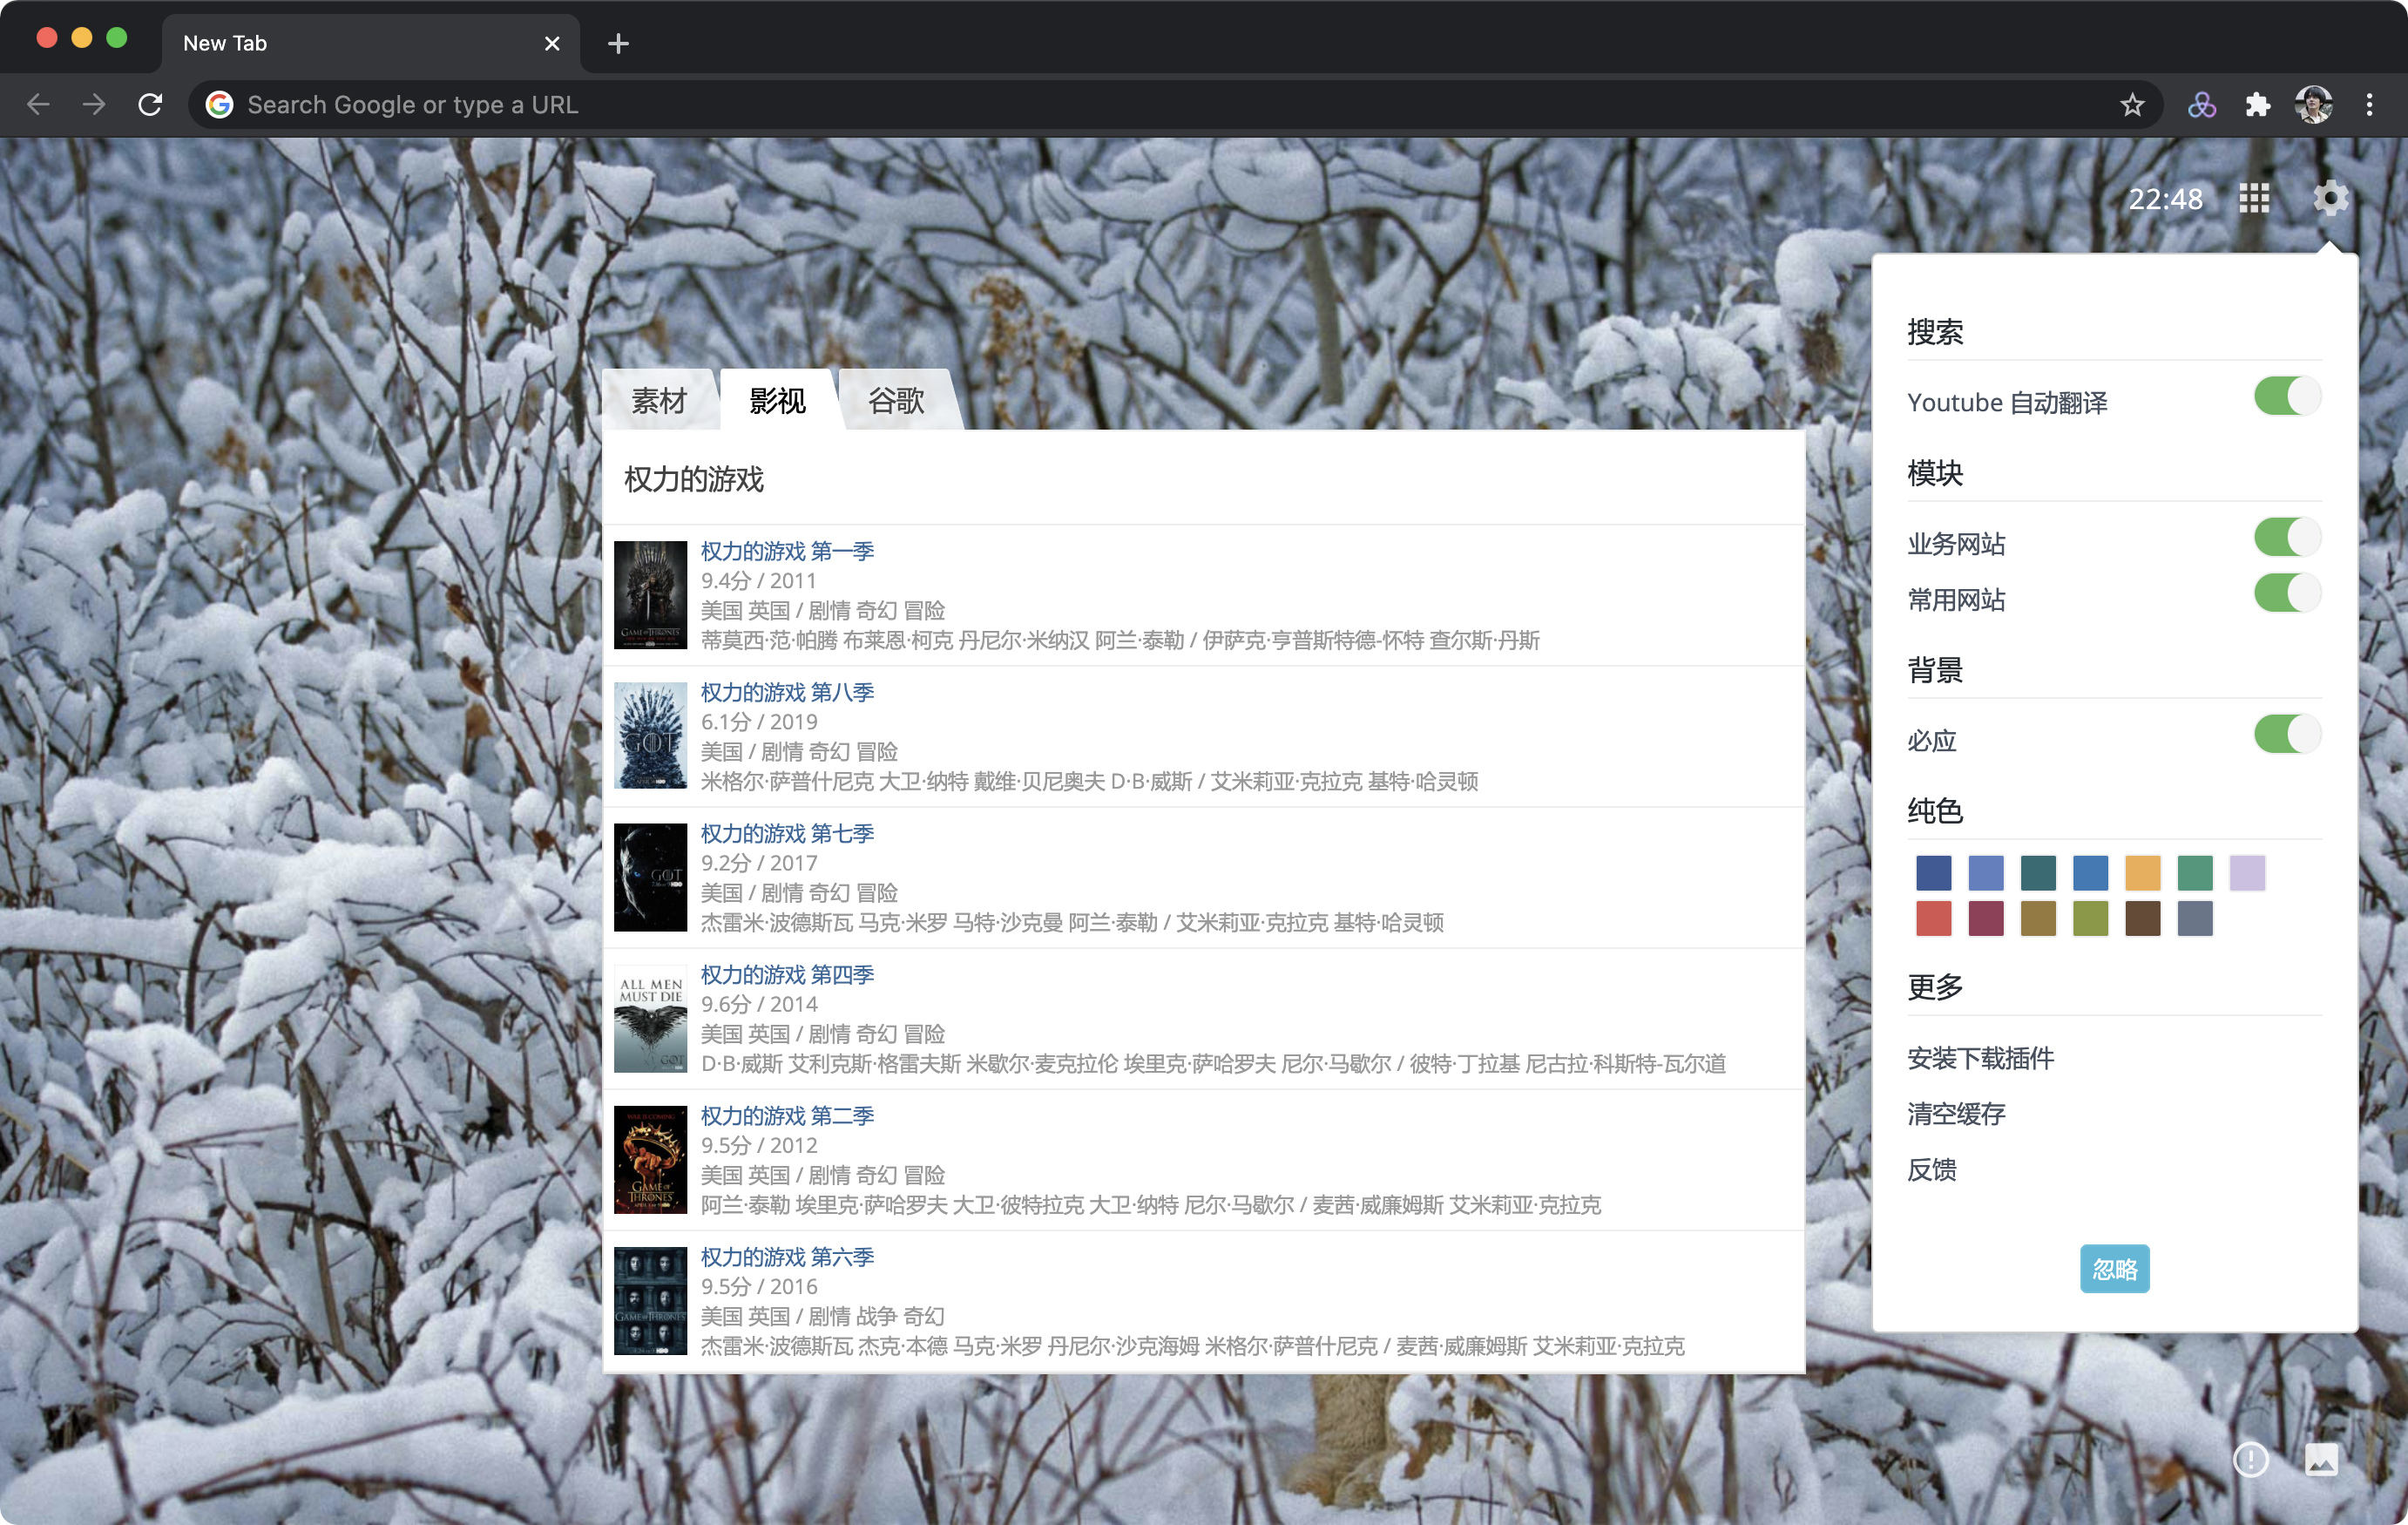 New Tab
Search Google or type a URL
22:48
素材
影视
谷歌
权力的游戏
权力的游戏 第一季
9.4分 / 2011
美国 英国 / 剧情 奇幻 冒险
蒂莫西·范·帕腾 布莱恩·柯克 丹尼尔·米纳汉 阿兰·泰勒 / 伊萨克·亨普斯特德-怀特 查尔斯·丹斯
GAME OF THRONES
权力的游戏 第八季
6.1分 / 2019
美国 / 剧情 奇幻 冒险
米格尔·萨普什尼克 大卫·纳特 戴维·贝尼奥夫 D·B·威斯 / 艾米莉亚·克拉克 基特·哈灵顿
GOT
权力的游戏 第七季
9.2分 / 2017
美国 / 剧情 奇幻 冒险
杰雷米·波德斯瓦 马克·米罗 马特·沙克曼 阿兰·泰勒 / 艾米莉亚·克拉克 基特·哈灵顿
GOT
权力的游戏 第四季
9.6分 / 2014
美国 英国 / 剧情 奇幻 冒险
D·B·威斯 艾利克斯·格雷夫斯 米歇尔·麦克拉伦 埃里克·萨哈罗夫 尼尔·马歇尔 / 彼特·丁拉基 尼古拉·科斯特-瓦尔道
ALL MEN
MUST DIE
GOT
权力的游戏 第二季
9.5分 / 2012
美国 英国 / 剧情 奇幻 冒险
阿兰·泰勒 埃里克·萨哈罗夫 大卫·彼特拉克 大卫·纳特 尼尔·马歇尔 / 麦茜·威廉姆斯 艾米莉亚·克拉克
GAME OF
THRONES
权力的游戏 第六季
9.5分 / 2016
美国 英国 / 剧情 战争 奇幻
杰雷米·波德斯瓦 杰克·本德 马克·米罗 丹尼尔·沙克海姆 米格尔·萨普什尼克 / 麦茜·威廉姆斯 艾米莉亚·克拉克
GAME OF THRONES
搜索
Youtube 自动翻译
模块
业务网站
常用网站
背景
必应
纯色
更多
安装下载插件
清空缓存
反馈
忽略